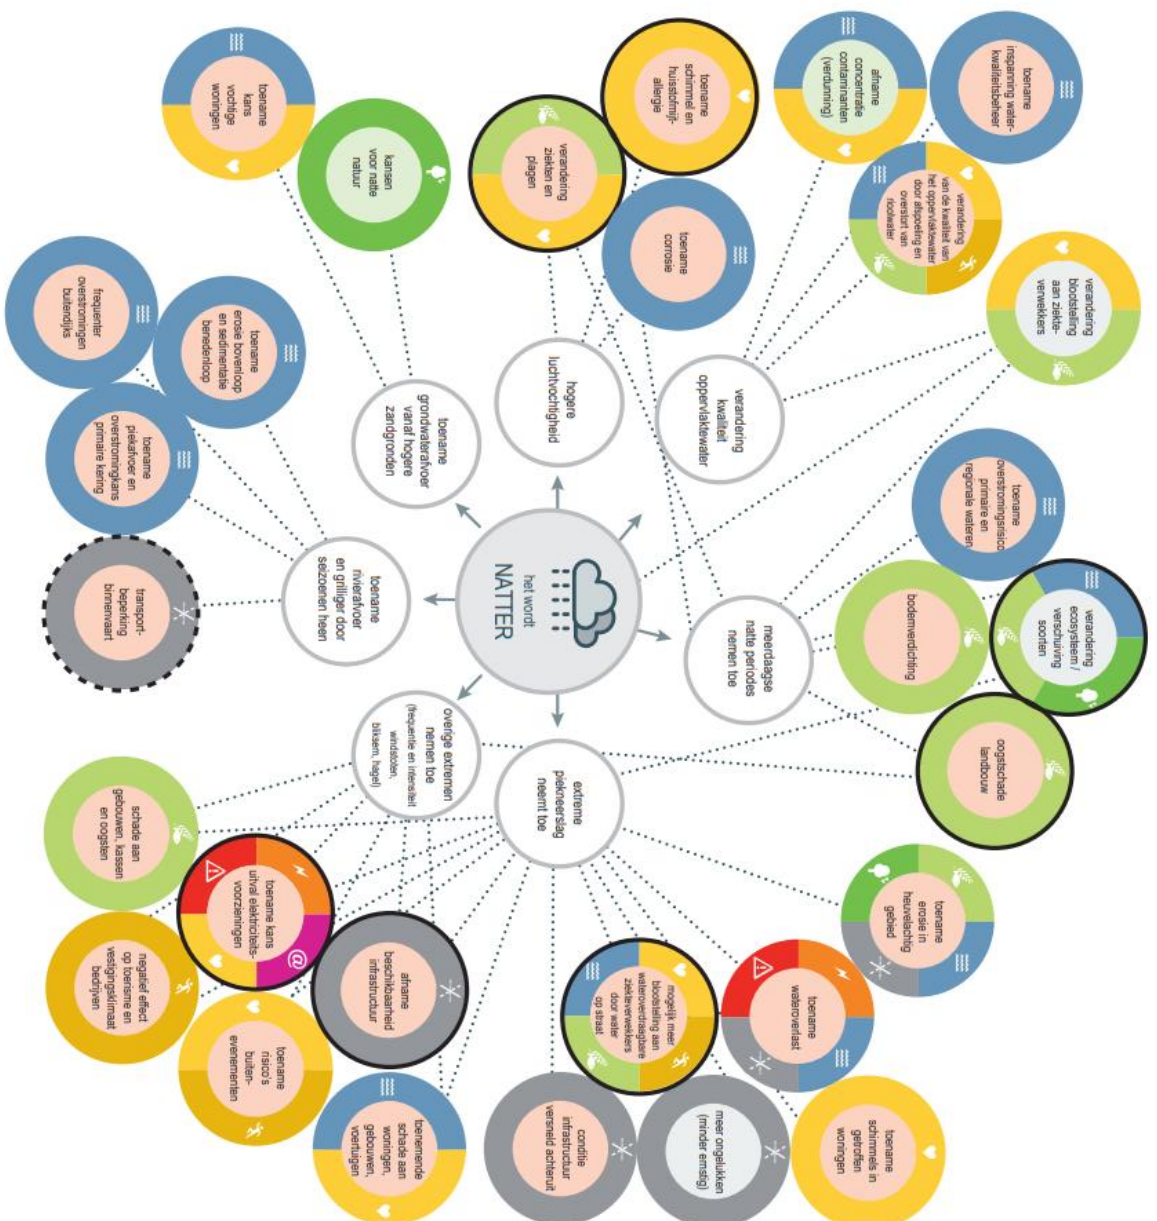 het wordt
NATTER
toename
inspanning water-
kwaliteitsbeheer
afname
concentratie
contaminanten
(verdunning)
verandering
van de kwaliteit van
het oppervlaktewater
door afspoeling en
overstort van
rioolwater
verandering
blootstelling
aan ziekte-
verwekkers
verandering
kwaliteit
oppervlaktewater
toename
schimmel en
huisstofmijt-
allergie
verandering
ziekten en
plagen
toename
corrosie
hogere
luchtvochtigheid
toename
kans
vochtige
woningen
kansen
voor natte
natuur
toename
grondwaterafvoer
vanaf hogere
zandgronden
frequenter
overstromingen
buitendijks
toename
erosie bovenloop
en sedimentatie
benedenloop
toename
piekafvoer en
overstromingkans
primaire kering
transport-
beperking
binnenvaart
toename
rivierafvoer
en grilliger door
seizoenen heen
toename
overstromingsrisico
primaire en
regionale wateren
bodemverdichting
verandering
ecosysteem /
verschuiving
soorten
oogstschade
landbouw
meerdaagse
natte periodes
nemen toe
extreme
piekneerslag
neemt toe
overige extremen
nemen toe
(frequentie en intensiteit
windstoten,
bliksem, hagel)
toename
erosie in
heuvelachtig
gebied
toename
wateroverlast
mogelijk meer
blootstelling aan
wateroverdraagbare
ziekteverwekkers
door water
op straat
toename
schimmels in
getroffen
woningen
meer ongelukken
(minder ernstig)
conditie
infrastructuur
versneld achteruit
afname
beschikbaarheid
infrastructuur
toenemende
schade aan
woningen,
gebouwen,
voertuigen
toename kans
uitval elektriciteits-
voorzieningen
@
toename
risico's
buiten-
evenementen
schade aan
gebouwen, kassen
en oogsten
negatief effect
op toerisme en
vestigingsklimaat
bedrijven